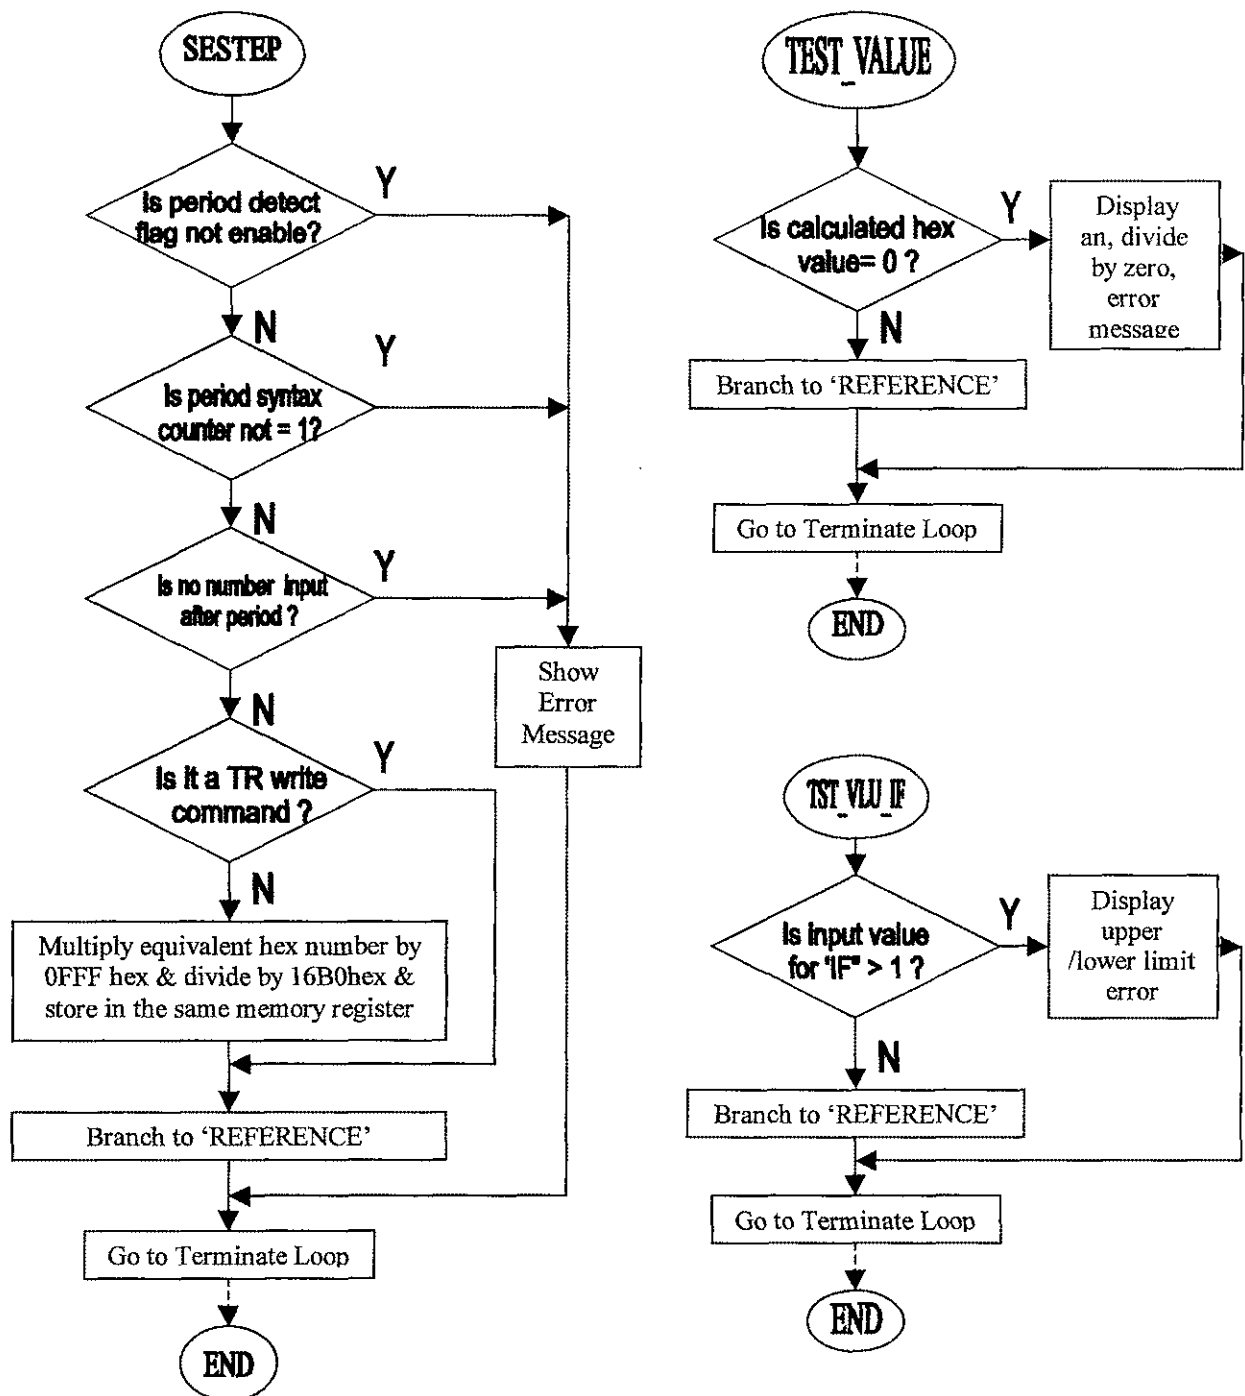 SESTEP
Is period detect
flag not enable?
Y
N
Is period syntax
counter not = 1?
Y
N
Is no number input
after period ?
Y
N
Show
Error
Message
Is it a TR write
command ?
Y
N
Multiply equivalent hex number by
0FFF hex & divide by 16B0hex &
store in the same memory register
Branch to ‘REFERENCE’
Go to Terminate Loop
END
TEST_VALUE
Is calculated hex
value= 0 ?
Y
Display
an, divide
by zero,
error
message
N
Branch to ‘REFERENCE’
Go to Terminate Loop
END
TST_VLU_IF
Is input value
for "IF" > 1 ?
Y
Display
upper
/lower limit
error
N
Branch to ‘REFERENCE’
Go to Terminate Loop
END